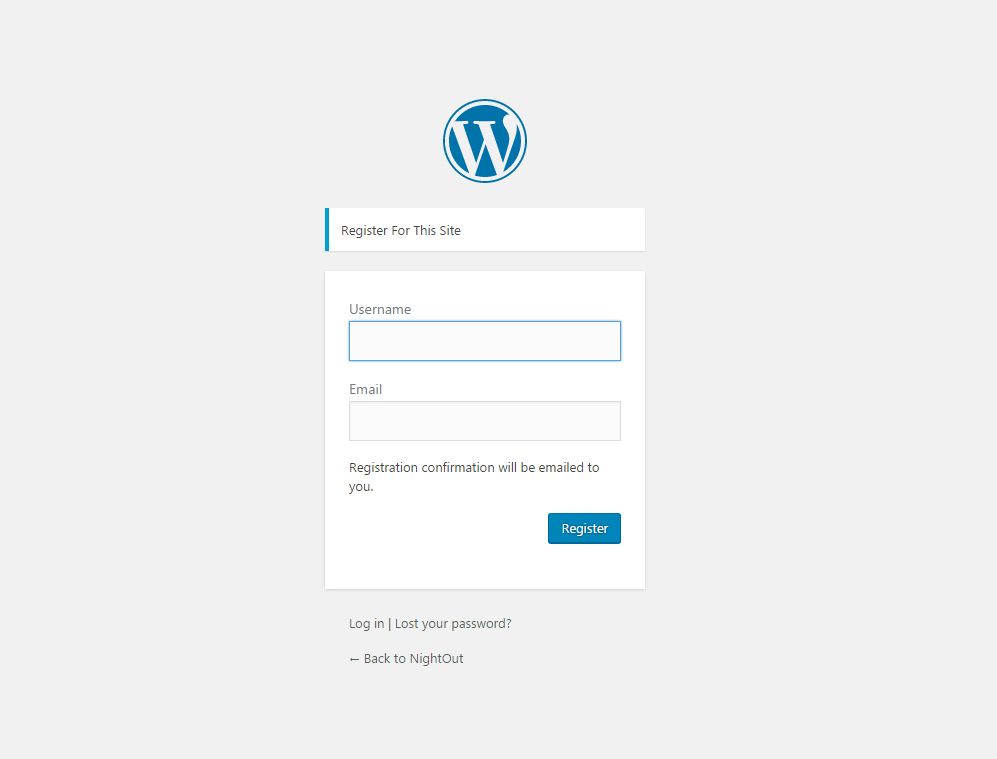 Register For This Site
Username
Email
Registration confirmation will be emailed to
you.
Register
Log in | Lost your password?
← Back to NightOut